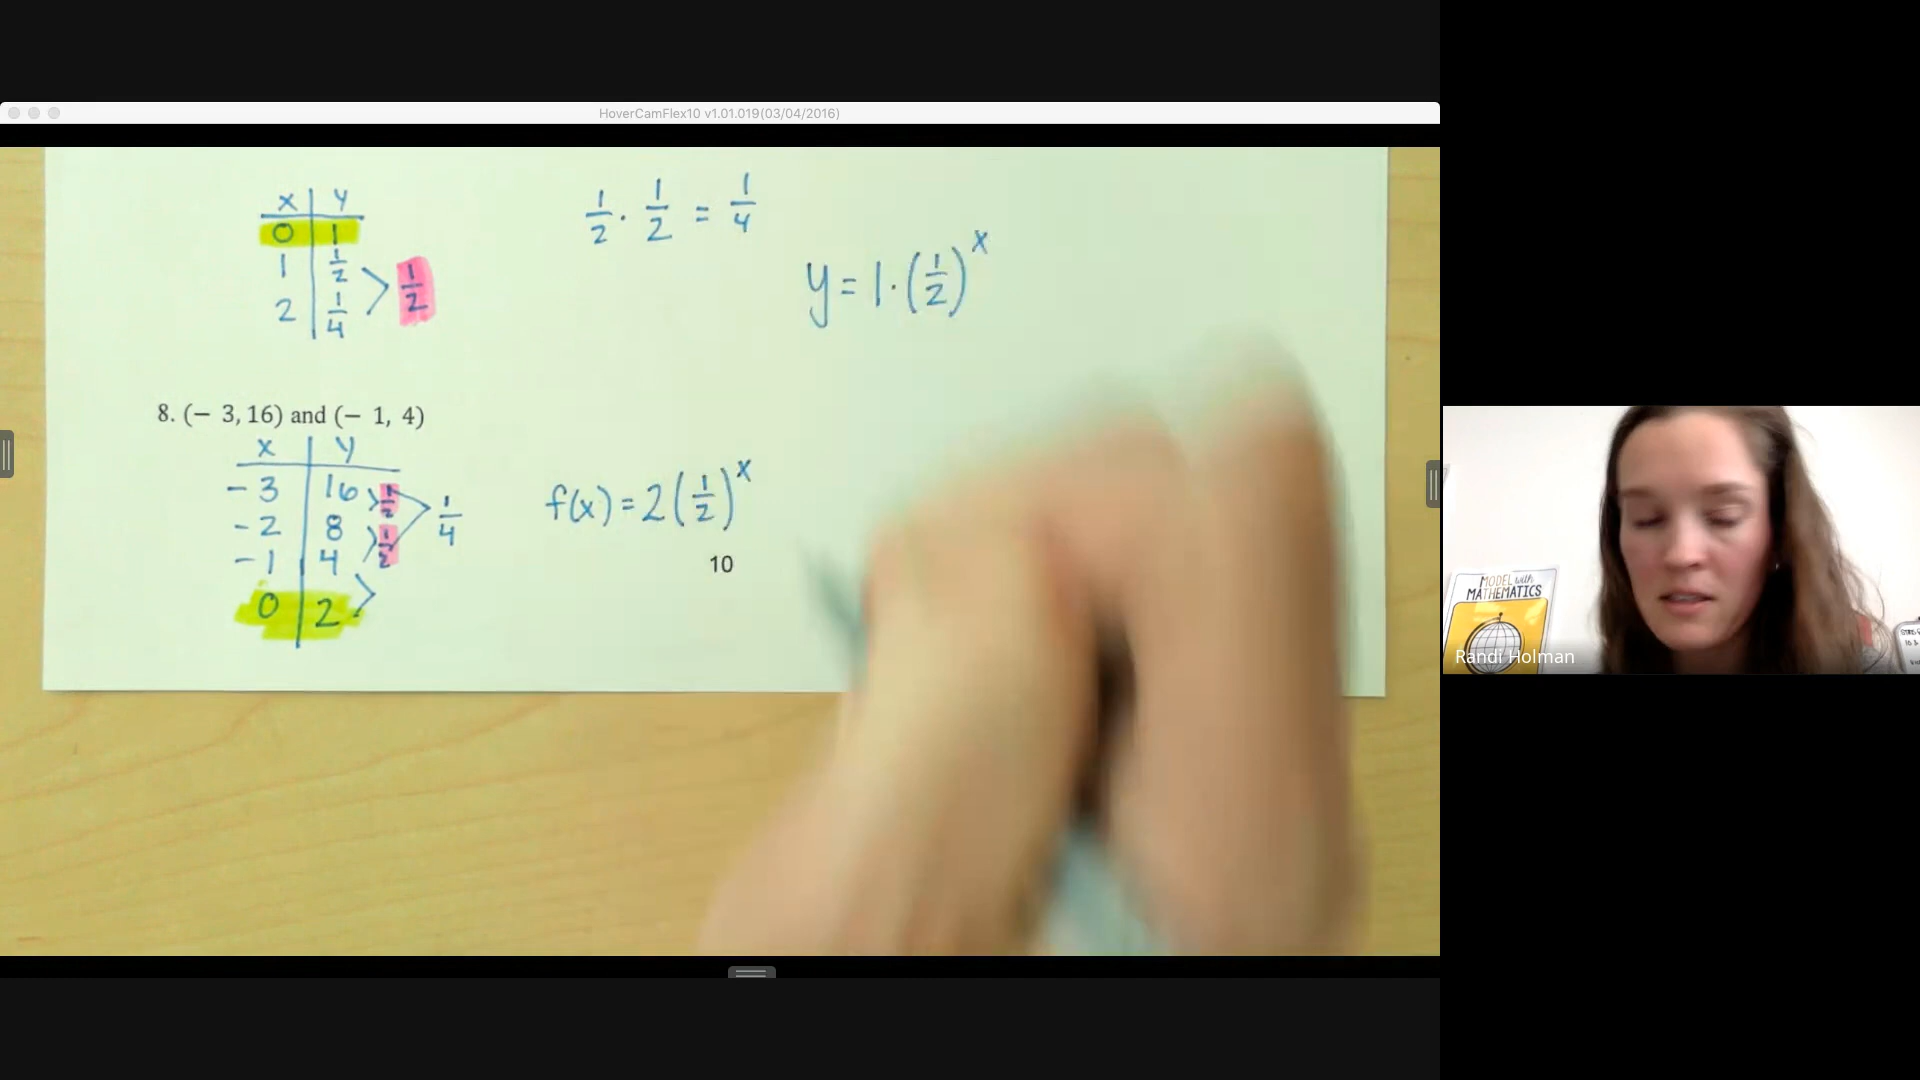 HoverCamFlex10 v1.01.019(03/04/2016)
x y
0 1
1 1/2
2 1/4
1/2
1/2 · 1/2 = 1/4
y = 1 · (1/2)^x
8. (− 3, 16) and (− 1, 4)
x y
-3 16
-2 8
-1 4
0 2
1/2
1/2
1/4
f(x) = 2(1/2)^x
10
MODEL with
MATHEMATICS
Randi Holman